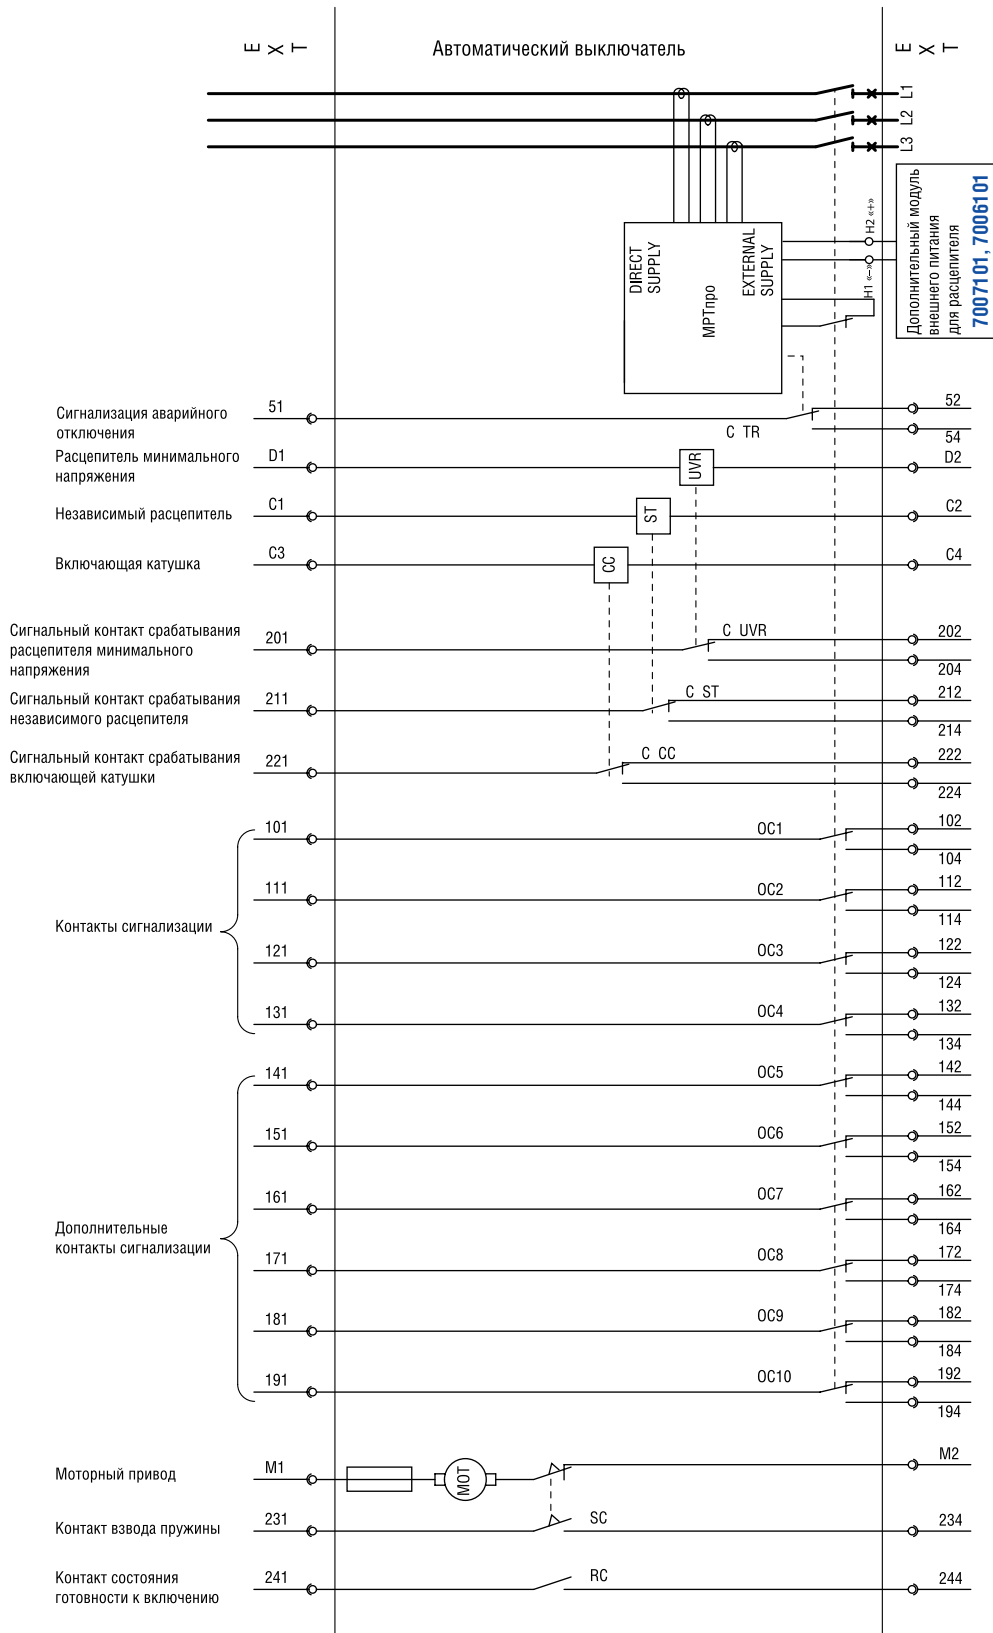 ЕХТ
Автоматический выключатель
ЕХТ
L1
L2
L3
H2 «+»
H1 «–»
Дополнительный модуль
внешнего питания
для расцепителя
7007101, 7006101
DIRECT
SUPPLY
МРТпро
EXTERNAL
SUPPLY
Сигнализация аварийного
отключения
51
C TR
52
54
Расцепитель минимального
напряжения
D1
UVR
D2
Независимый расцепитель
C1
ST
C2
Включающая катушка
C3
CC
C4
Сигнальный контакт срабатывания
расцепителя минимального
напряжения
201
C UVR
202
204
Сигнальный контакт срабатывания
независимого расцепителя
211
C ST
212
214
Сигнальный контакт срабатывания
включающей катушки
221
C CC
222
224
Контакты сигнализации
101
OC1
102
104
111
OC2
112
114
121
OC3
122
124
131
OC4
132
134
Дополнительные
контакты сигнализации
141
OC5
142
144
151
OC6
152
154
161
OC7
162
164
171
OC8
172
174
181
OC9
182
184
191
OC10
192
194
Моторный привод
M1
MOT
M2
Контакт взвода пружины
231
SC
234
Контакт состояния
готовности к включению
241
RC
244